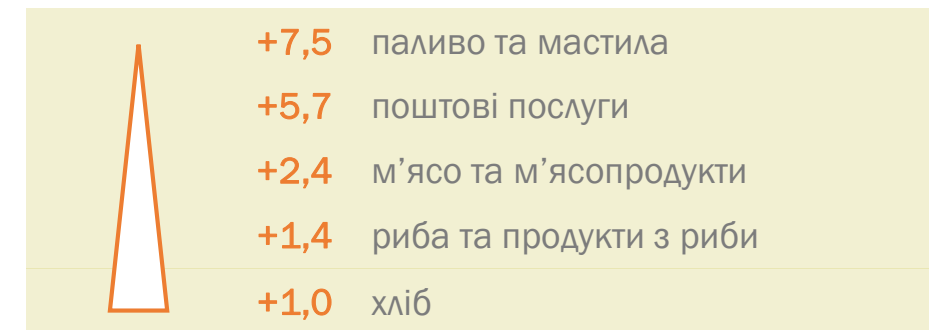 +7,5 паливо та мастила
+5,7 поштові послуги
+2,4 м’ясо та м’ясопродукти
+1,4 риба та продукти з риби
+1,0 хліб